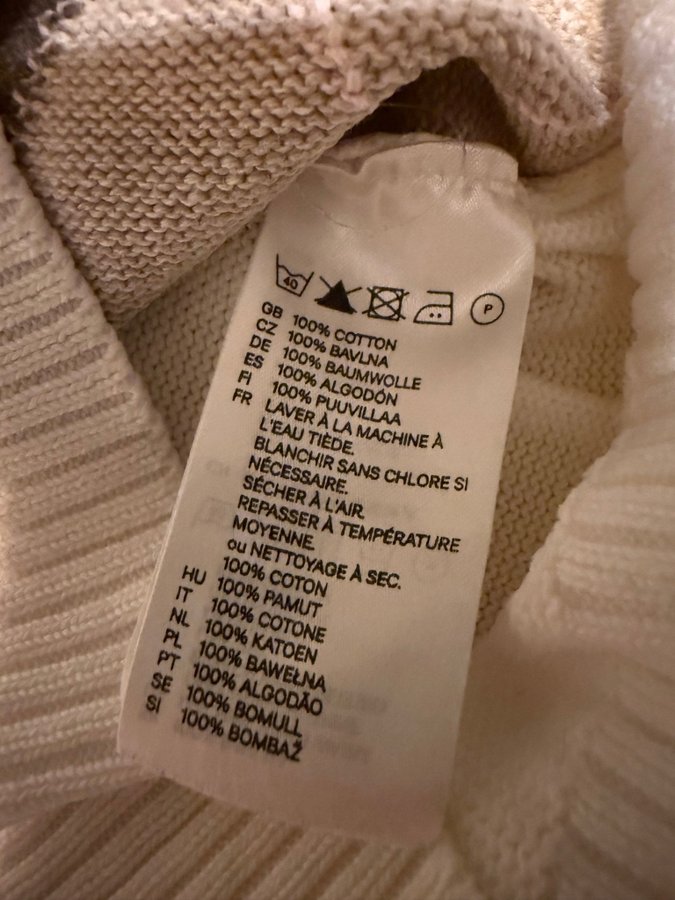 40 P
GB 100% COTTON
CZ 100% BAVLNA
DE 100% BAUMWOLLE
ES 100% ALGODÓN
FI 100% PUUVILLAA
FR LAVER À LA MACHINE À
L'EAU TIÈDE.
BLANCHIR SANS CHLORE SI
NÉCESSAIRE.
SÉCHER À L'AIR.
REPASSER À TEMPÉRATURE
MOYENNE.
ou NETTOYAGE À SEC.
100% COTON
HU 100% PAMUT
IT 100% COTONE
NL 100% KATOEN
PL 100% BAWEŁNA
PT 100% ALGODÃO
SE 100% BOMULL
SI 100% BOMBAŽ